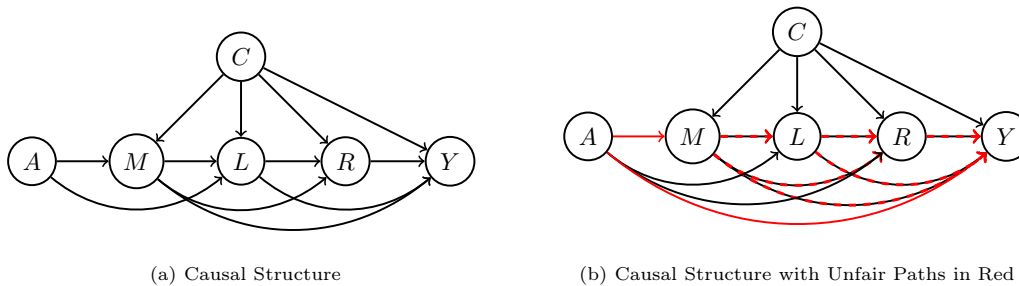 C
A M L R Y
(a) Causal Structure
C
A M L R Y
(b) Causal Structure with Unfair Paths in Red